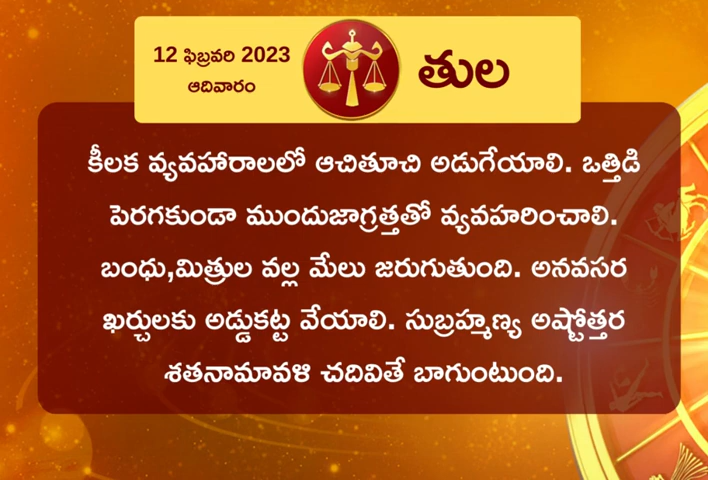 12 ఫిబ్రవరి 2023
ఆదివారం
తుల
కీలక వ్యవహారాలలో ఆచితూచి అడుగేయాలి. ఒత్తిడి
పెరగకుండా ముందుజాగ్రత్తతో వ్యవహరించాలి.
బంధు,మిత్రుల వల్ల మేలు జరుగుతుంది. అనవసర
ఖర్చులకు అడ్డుకట్ట వేయాలి. సుబ్రహ్మణ్య అష్టోత్తర
శతనామావళి చదివితే బాగుంటుంది.